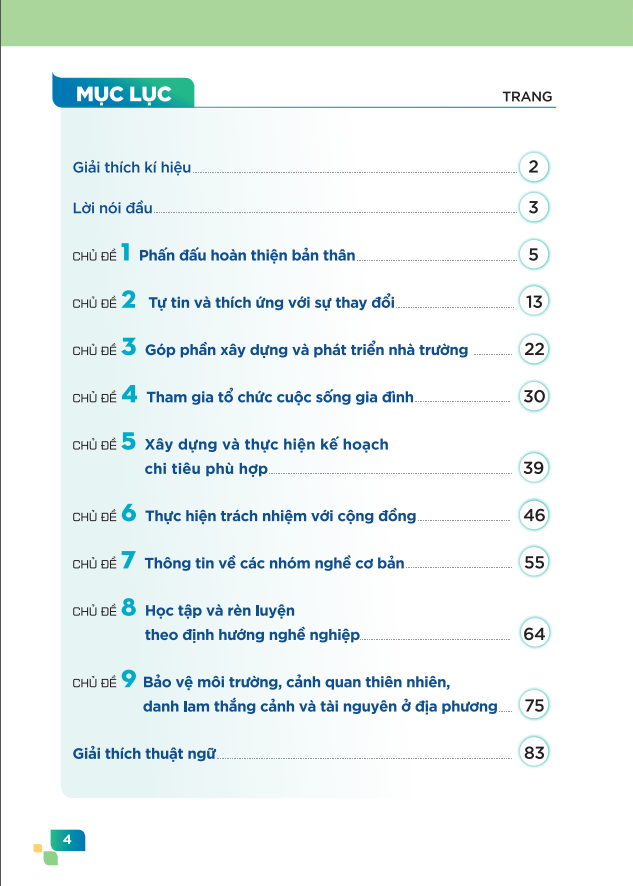 MỤC LỤC
TRANG
Giải thích kí hiệu 2
Lời nói đầu 3
CHỦ ĐỀ 1 Phấn đấu hoàn thiện bản thân 5
CHỦ ĐỀ 2 Tự tin và thích ứng với sự thay đổi 13
CHỦ ĐỀ 3 Góp phần xây dựng và phát triển nhà trường 22
CHỦ ĐỀ 4 Tham gia tổ chức cuộc sống gia đình 30
CHỦ ĐỀ 5 Xây dựng và thực hiện kế hoạch
chi tiêu phù hợp 39
CHỦ ĐỀ 6 Thực hiện trách nhiệm với cộng đồng 46
CHỦ ĐỀ 7 Thông tin về các nhóm nghề cơ bản 55
CHỦ ĐỀ 8 Học tập và rèn luyện
theo định hướng nghề nghiệp 64
CHỦ ĐỀ 9 Bảo vệ môi trường, cảnh quan thiên nhiên,
danh lam thắng cảnh và tài nguyên ở địa phương 75
Giải thích thuật ngữ 83
4